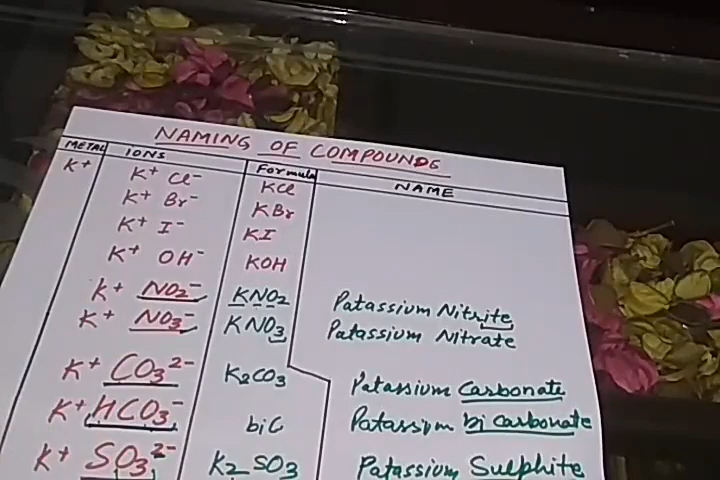 NAMING OF COMPOUNDS
METAL IONS Formula NAME
K+ K+ Cl- KCl
K+ Br- KBr
K+ I- KI
K+ OH- KOH
K+ NO2- KNO2 Patassium Nitrite
K+ NO3- KNO3 Patassium Nitrate
K+ CO3 2- K2CO3 Patassium Carbonate
K+ HCO3- biC Patassium bi carbonate
K+ SO3 2- K2 SO3 Patassium Sulphite